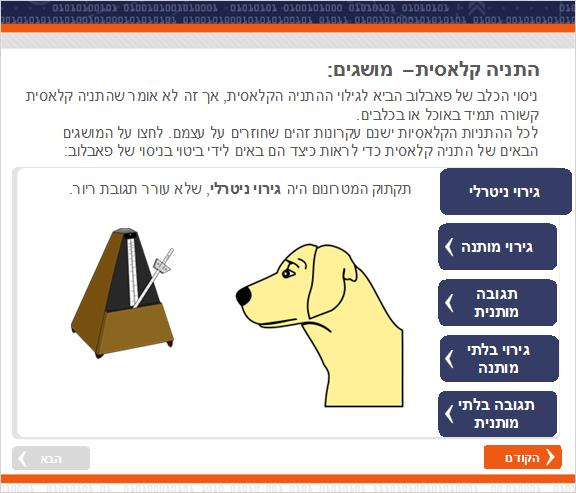 התניה קלאסית – מושגים:
ניסוי הכלב של פאבלוב הביא לגילוי ההתניה הקלאסית, אך זה לא אומר שהתניה קלאסית
קשורה תמיד באוכל או בכלבים.
לכל ההתניות הקלאסיות ישנם עקרונות זהים שחוזרים על עצמם. לחצו על המושגים
הבאים של התניה קלאסית כדי לראות כיצד הם באים לידי ביטוי בניסוי של פאבלוב:
גירוי ניטרלי
תקתוק המטרונום היה גירוי ניטרלי, שלא עורר תגובת ריור.
גירוי מותנה
תגובה
מותנית
גירוי בלתי
מותנה
תגובה בלתי
מותנית
הקודם
הבא